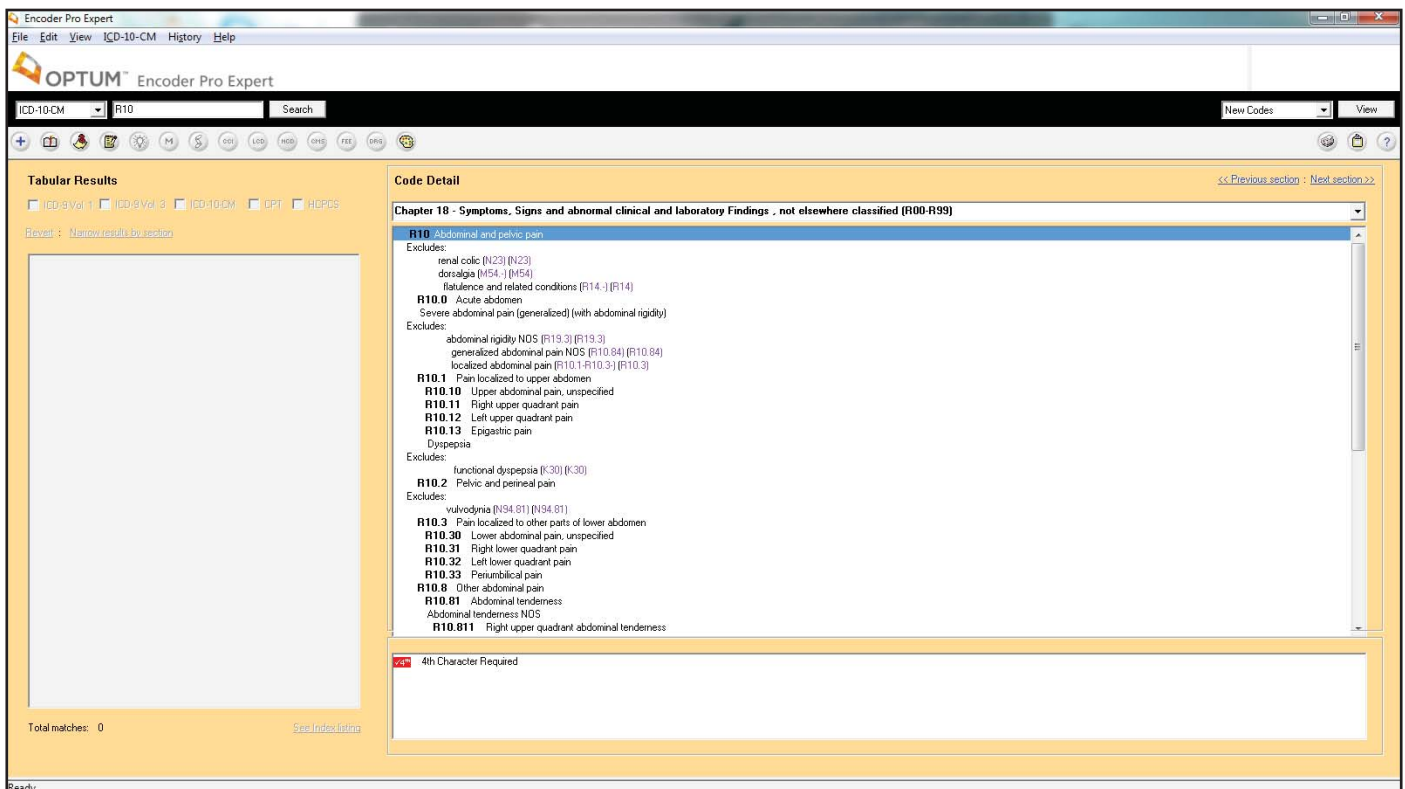 Encoder Pro Expert
File Edit View ICD-10-CM History Help
OPTUM™ Encoder Pro Expert
ICD-10-CM R10 Search New Codes View
M CCI LCD NCD CMS FEE DRG ?
Tabular Results
ICD-9 Vol 1 ICD-9 Vol 3 ICD-10-CM CPT HCPCS
Revert : Narrow results by section
Total matches: 0 See Index listing
Code Detail << Previous section : Next section >>
Chapter 18 - Symptoms, Signs and abnormal clinical and laboratory Findings , not elsewhere classified (R00-R99)
R10 Abdominal and pelvic pain
Excludes:
renal colic (N23) (N23)
dorsalgia (M54.-) (M54)
flatulence and related conditions (R14.-) (R14)
R10.0 Acute abdomen
Severe abdominal pain (generalized) (with abdominal rigidity)
Excludes:
abdominal rigidity NOS (R19.3) (R19.3)
generalized abdominal pain NOS (R10.84) (R10.84)
localized abdominal pain (R10.1-R10.3-) (R10.3)
R10.1 Pain localized to upper abdomen
R10.10 Upper abdominal pain, unspecified
R10.11 Right upper quadrant pain
R10.12 Left upper quadrant pain
R10.13 Epigastric pain
Dyspepsia
Excludes:
functional dyspepsia (K30) (K30)
R10.2 Pelvic and perineal pain
Excludes:
vulvodynia (N94.81) (N94.81)
R10.3 Pain localized to other parts of lower abdomen
R10.30 Lower abdominal pain, unspecified
R10.31 Right lower quadrant pain
R10.32 Left lower quadrant pain
R10.33 Periumbilical pain
R10.8 Other abdominal pain
R10.81 Abdominal tenderness
Abdominal tenderness NOS
R10.811 Right upper quadrant abdominal tenderness
✓4th 4th Character Required
Ready